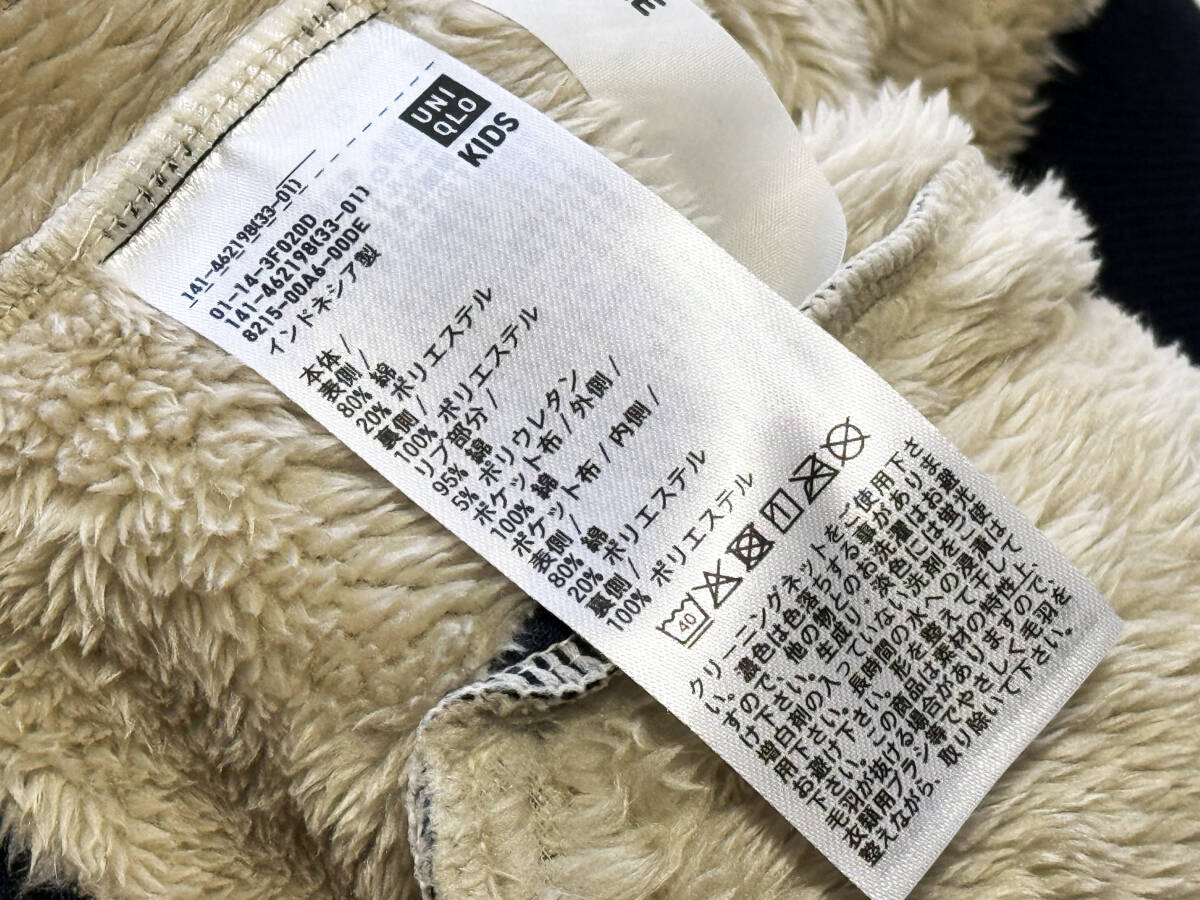 UNI
QLO
KIDS
141-462198(33-01)
01-14-3F020D
141-462198(33-01)
8215-00A6-00DE
インドネシア製
本体/
表側/
80% 綿
20% ポリエステル
裏側/
100% ポリエステル
リブ部分/
95% 綿
5% ポリウレタン
ポケット布/外側/
100% 綿
ポケット布/内側/
表側/
80% 綿
20% ポリエステル
裏側/
100% ポリエステル
40
クリーニングネットをご使用下さ
い。濃色は色落ちする事がありま
すので、他の物とのお洗濯はお避
け下さい。生成り、淡色には蛍光
増白剤の入っていない洗剤を使
用下さい。長時間の水への浸漬は
お避け下さい。形を整えて干して
下さい。この商品は素材の特性上、
毛羽が抜ける場合がありますので、
衣類用ブラシ等でやさしく毛羽を
整えながら、取り除いて下さい。